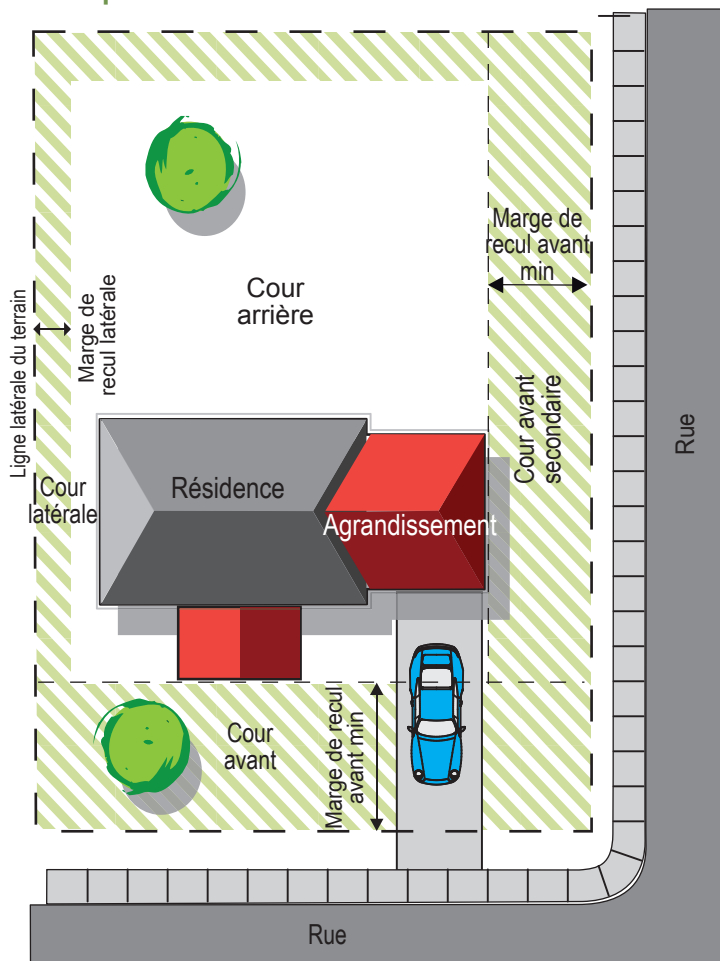 Marge de
recul avant
min
Cour
arrière
Ligne latérale du terrain
Marge de
recul latérale
Cour avant
secondaire
Rue
Cour
latérale
Résidence
Agrandissement
Cour
avant
Marge de recul
avant min
Rue